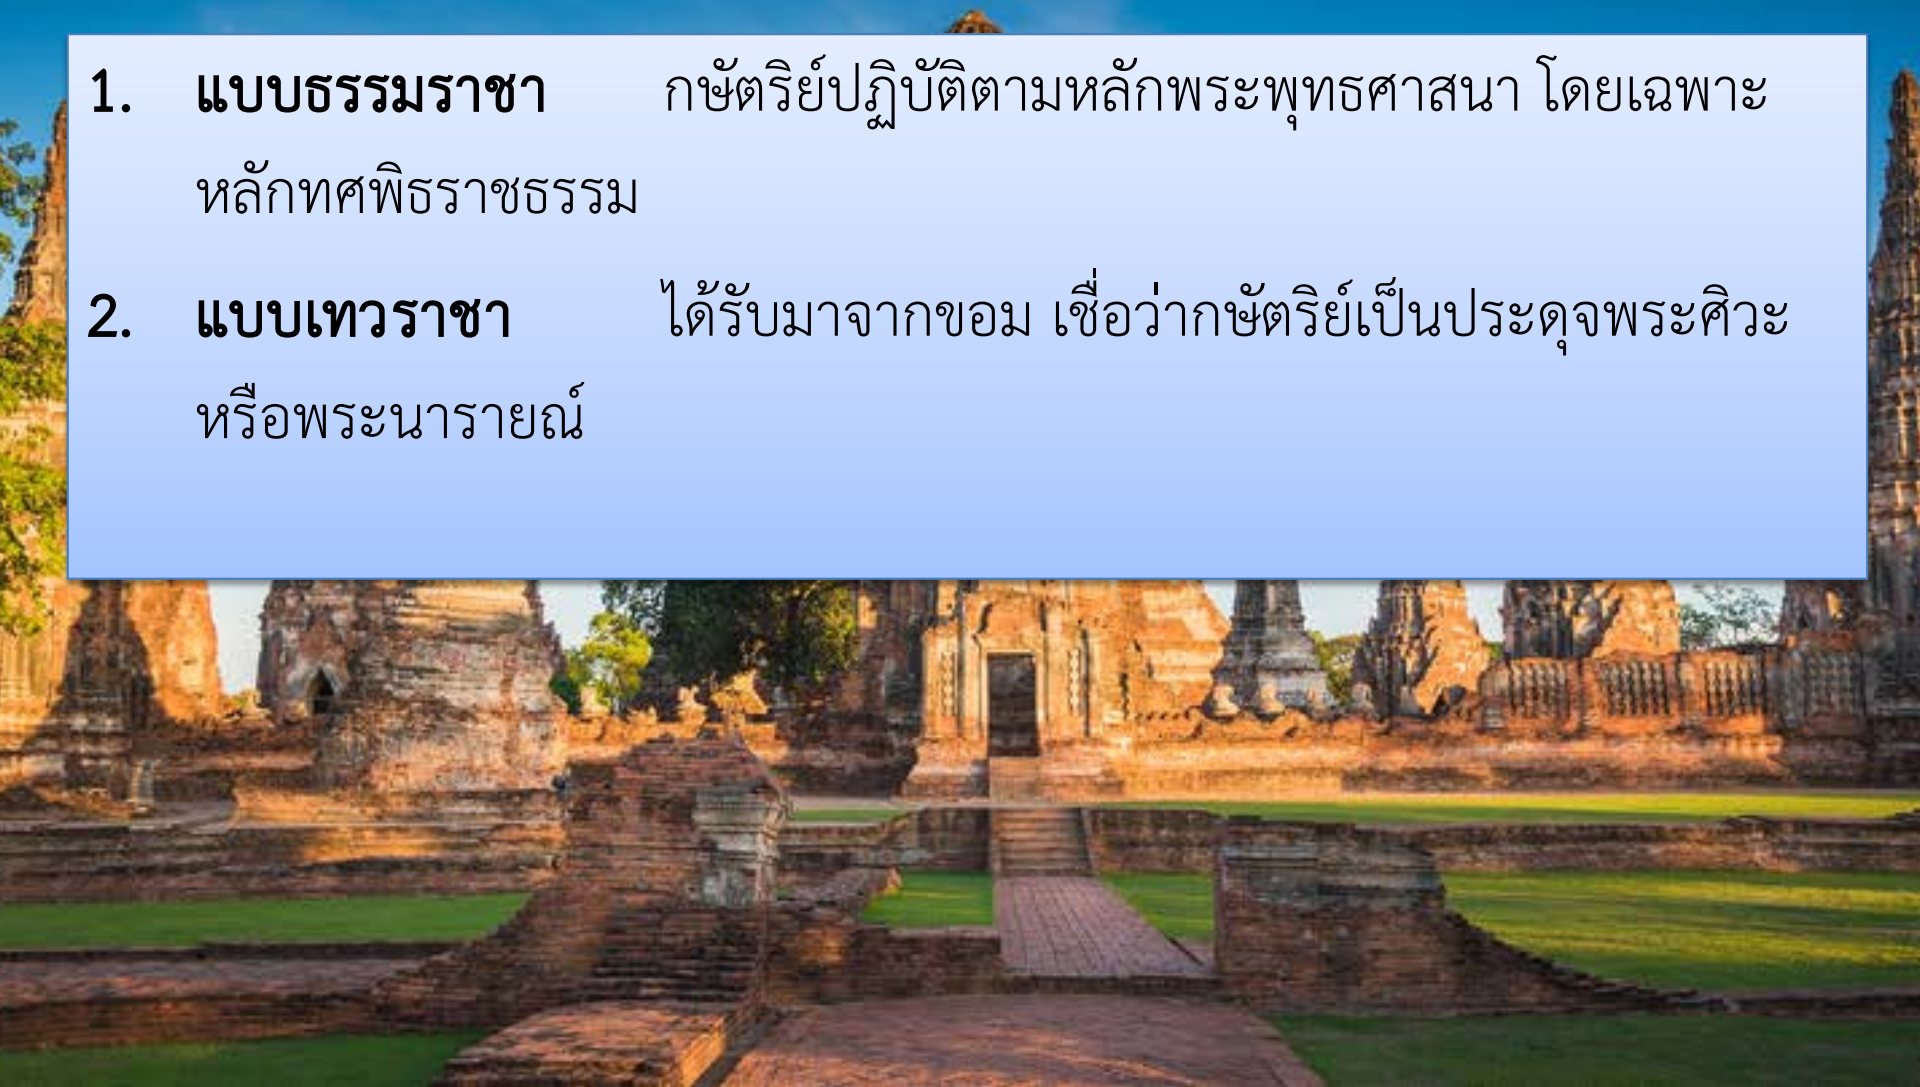 1. แบบธรรมราชา กษัตริย์ปฏิบัติตามหลักพระพุทธศาสนา โดยเฉพาะ
หลักทศพิธราชธรรม
2. แบบเทวราชา ได้รับมาจากขอม เชื่อว่ากษัตริย์เป็นประดุจพระศิวะ
หรือพระนารายณ์